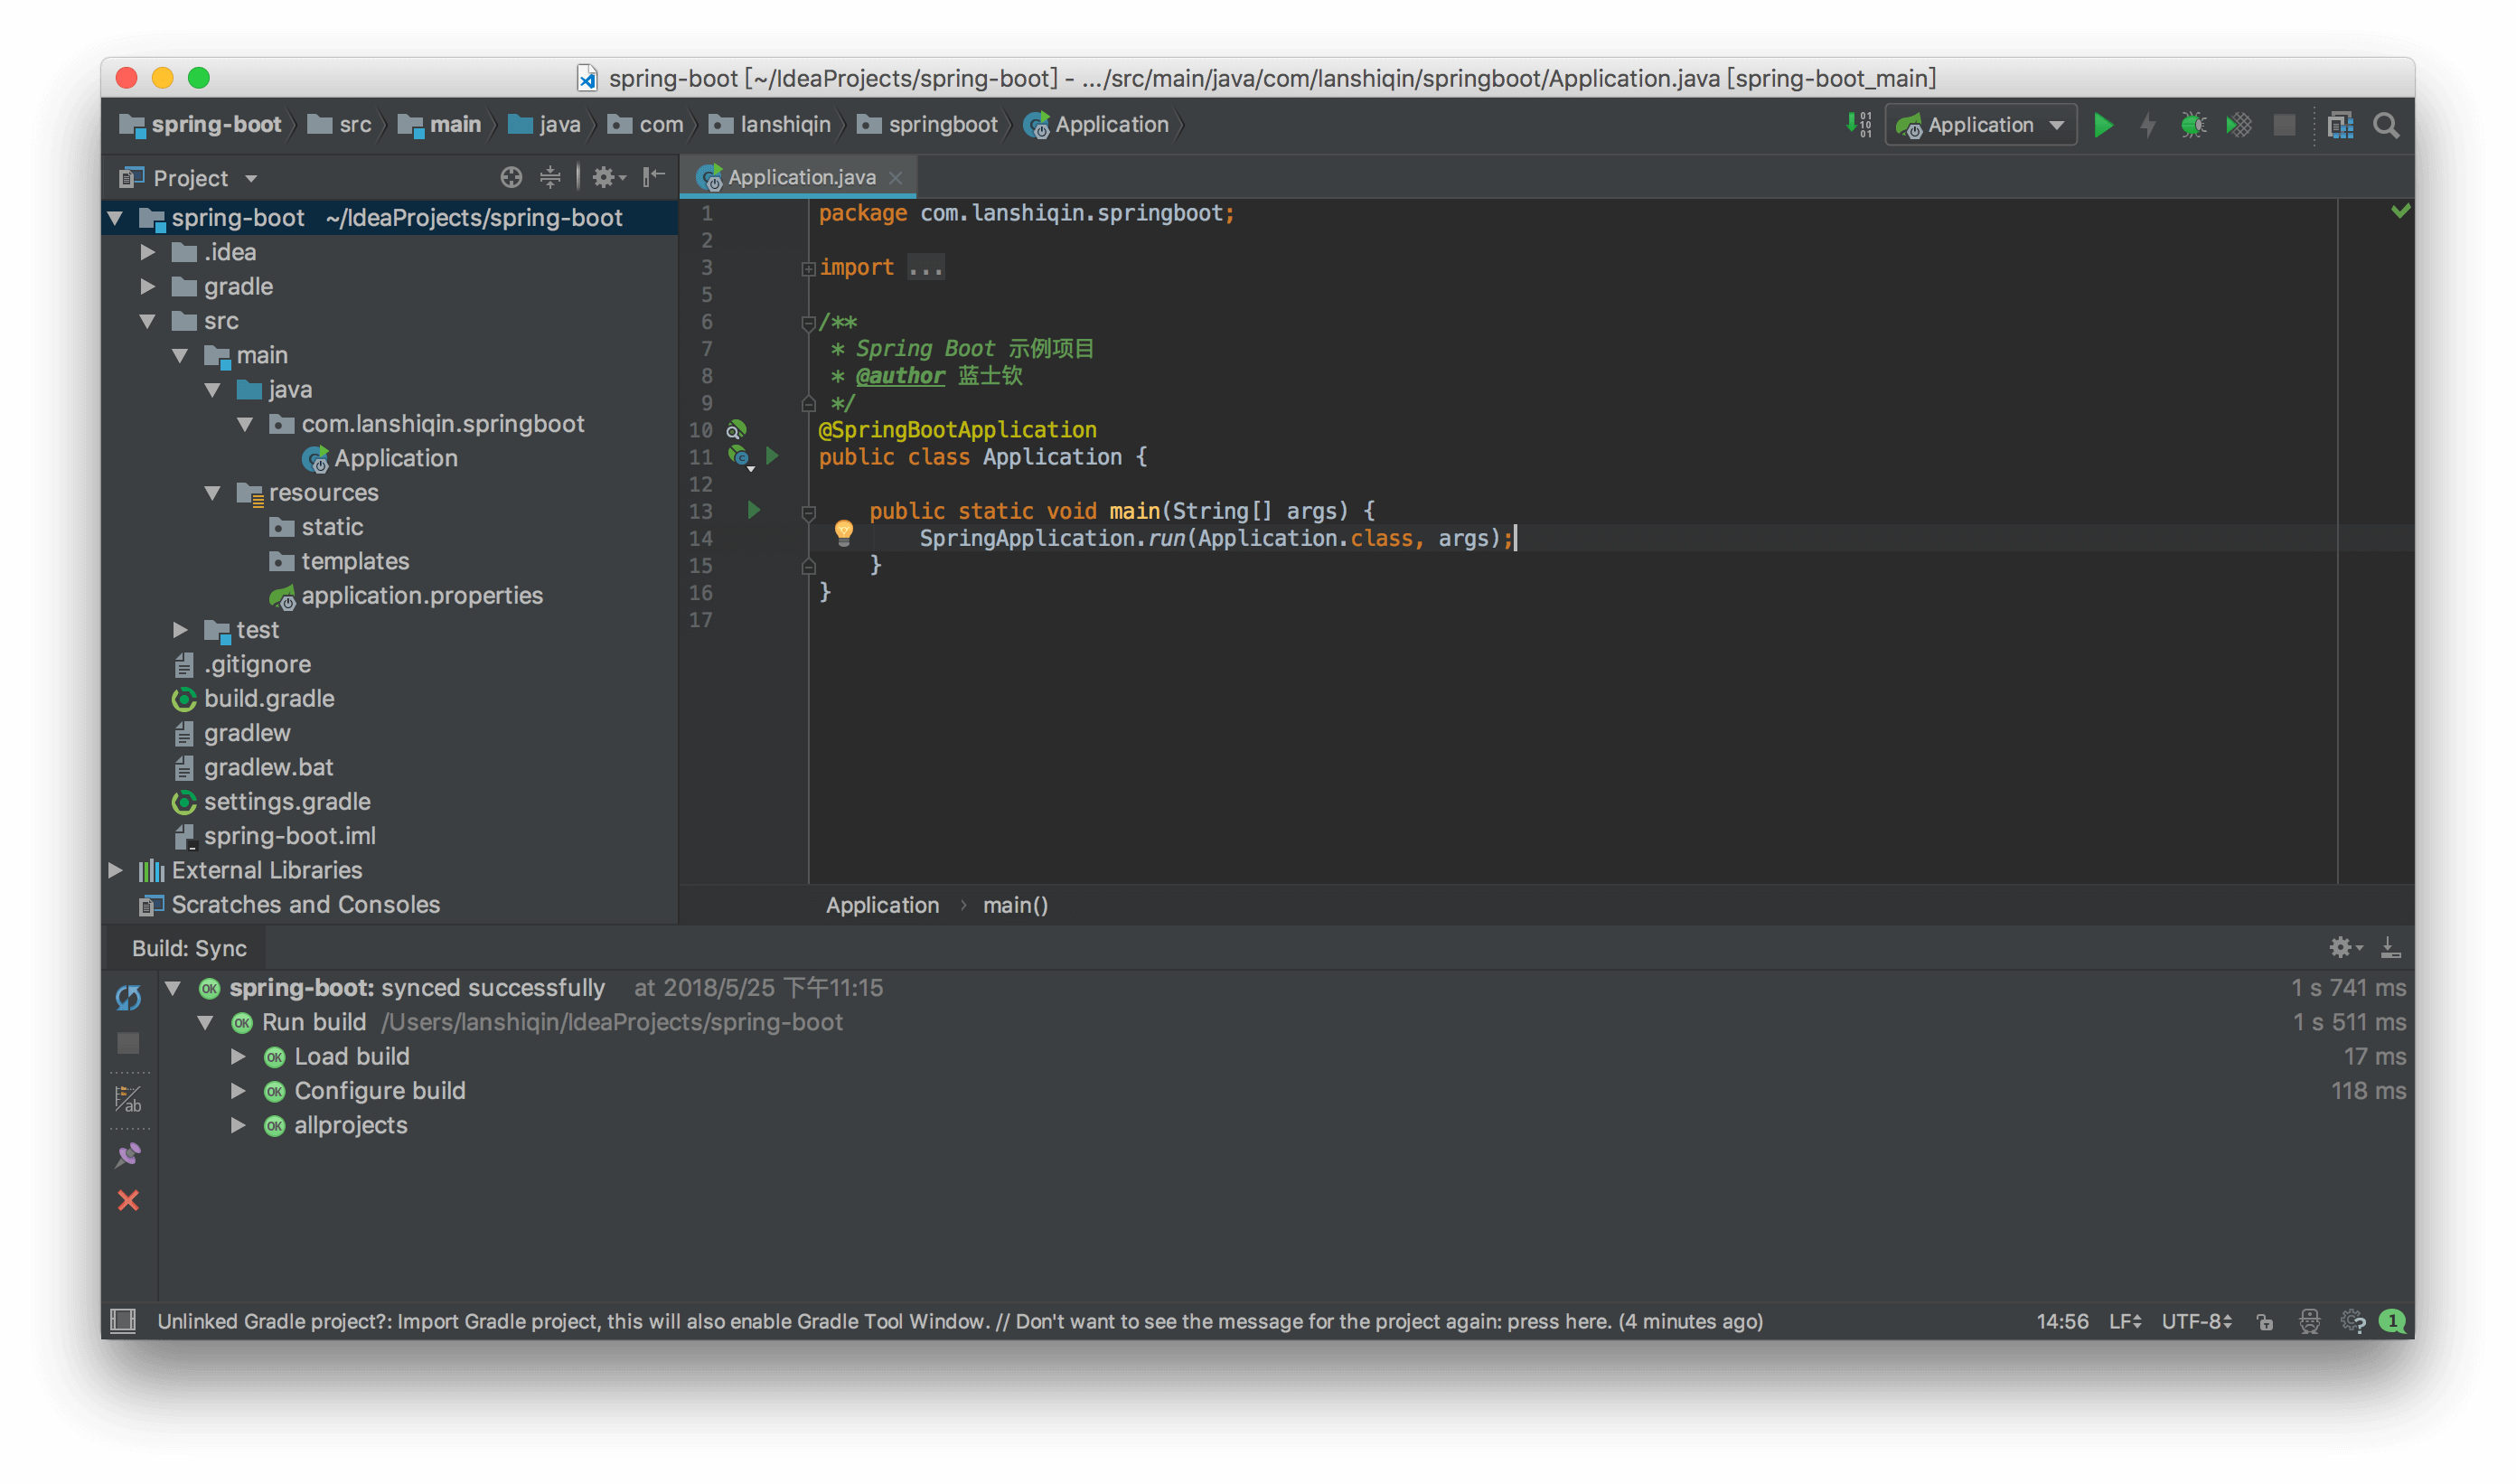 spring-boot [~/IdeaProjects/spring-boot] - .../src/main/java/com/lanshiqin/springboot/Application.java [spring-boot_main]
spring-boot src main java com lanshiqin springboot Application
Application
Project
Application.java
spring-boot ~/IdeaProjects/spring-boot
.idea
gradle
src
main
java
com.lanshiqin.springboot
Application
resources
static
templates
application.properties
test
.gitignore
build.gradle
gradlew
gradlew.bat
settings.gradle
spring-boot.iml
External Libraries
Scratches and Consoles
1 package com.lanshiqin.springboot;
2
3 import ...
5
6 /**
7 * Spring Boot 示例项目
8 * @author 蓝士钦
9 */
10 @SpringBootApplication
11 public class Application {
12
13 public static void main(String[] args) {
14 SpringApplication.run(Application.class, args);
15 }
16 }
17
Application › main()
Build: Sync
spring-boot: synced successfully at 2018/5/25 下午11:15 1 s 741 ms
Run build /Users/lanshiqin/IdeaProjects/spring-boot 1 s 511 ms
Load build 17 ms
Configure build 118 ms
allprojects
Unlinked Gradle project?: Import Gradle project, this will also enable Gradle Tool Window. // Don't want to see the message for the project again: press here. (4 minutes ago) 14:56 LF UTF-8 1